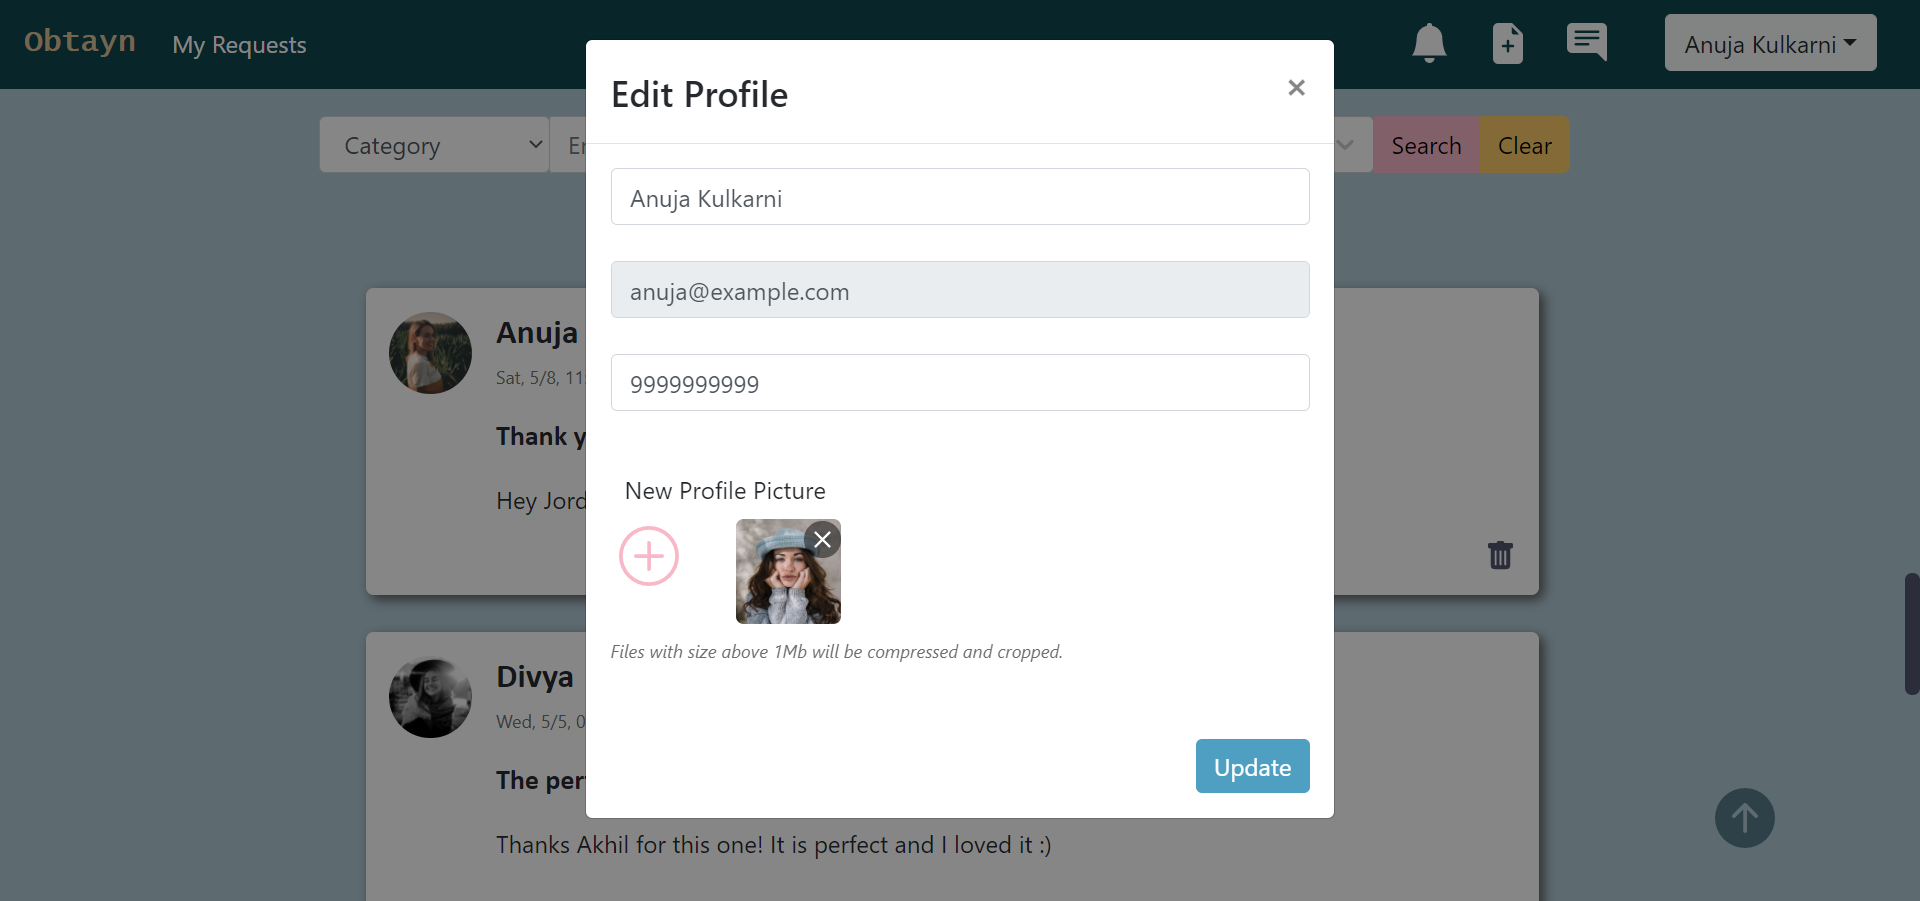 Obtayn
My Requests
Anuja Kulkarni
Edit Profile
×
Category
Search
Clear
Anuja Kulkarni
anuja@example.com
9999999999
New Profile Picture
Files with size above 1Mb will be compressed and cropped.
Update
Anuja
Sat, 5/8, 11:
Thank y
Hey Jord
Divya
Wed, 5/5, 0
The per
Thanks Akhil for this one! It is perfect and I loved it :)